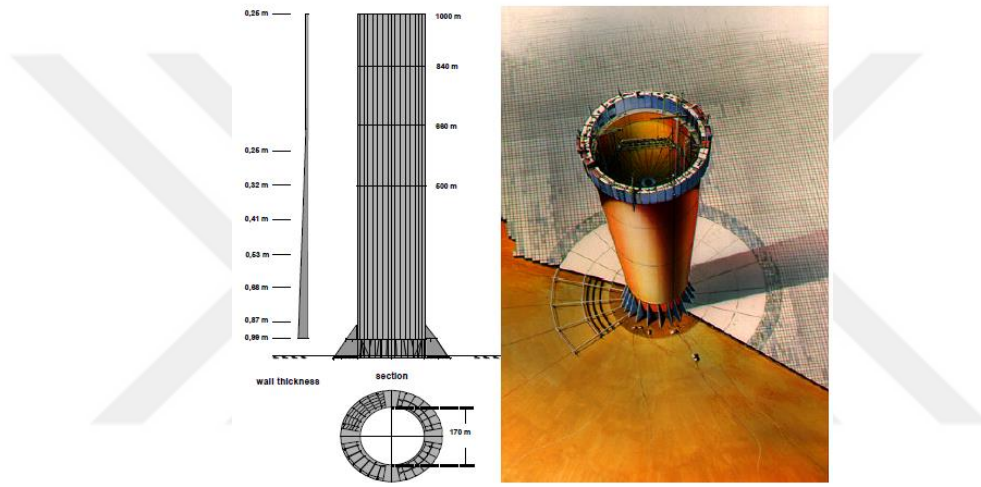 0,25 m
1000 m
840 m
660 m
0,25 m
0,32 m
500 m
0,41 m
0,53 m
0,68 m
0,87 m
0,99 m
wall thickness
section
170 m